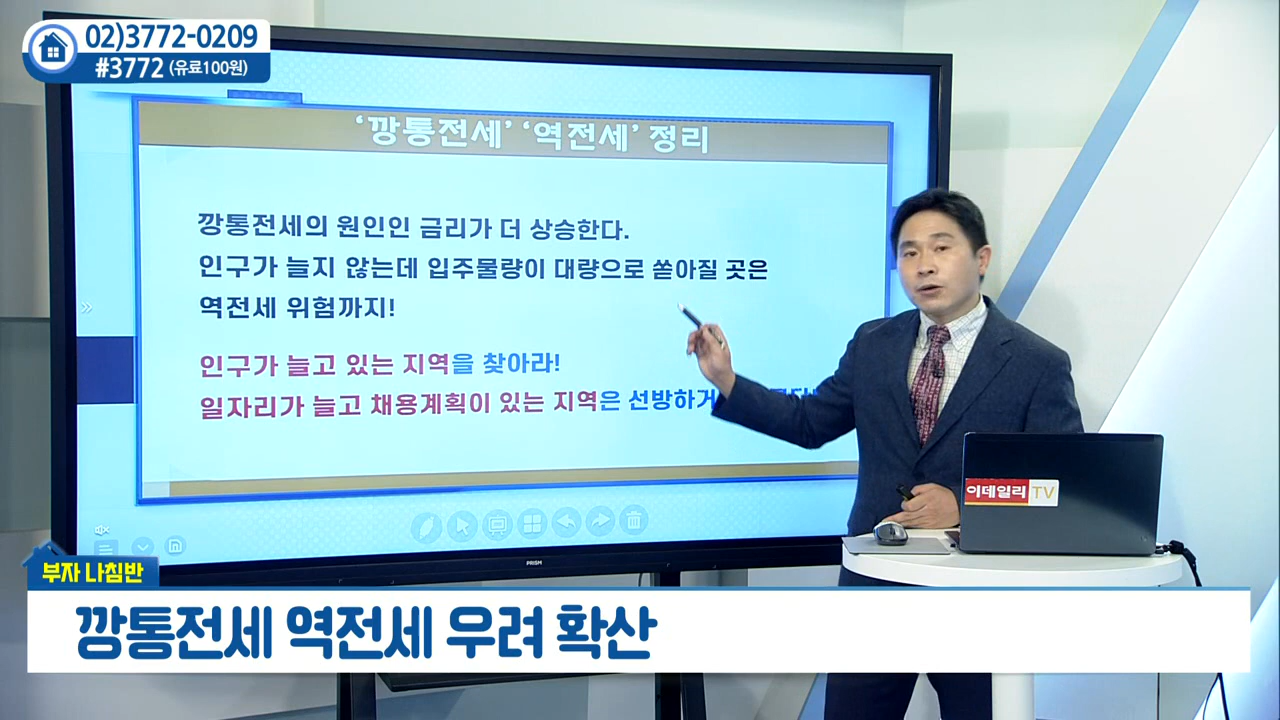 02)3772-0209
#3772 (유료100원)
‘깡통전세’ ‘역전세’ 정리
깡통전세의 원인인 금리가 더 상승한다.
인구가 늘지 않는데 입주물량이 대량으로 쏟아질 곳은
역전세 위험까지!
인구가 늘고 있는 지역을 찾아라!
일자리가 늘고 채용계획이 있는 지역은 선방하거
이데일리 TV
PRISM
부자 나침반
깡통전세 역전세 우려 확산